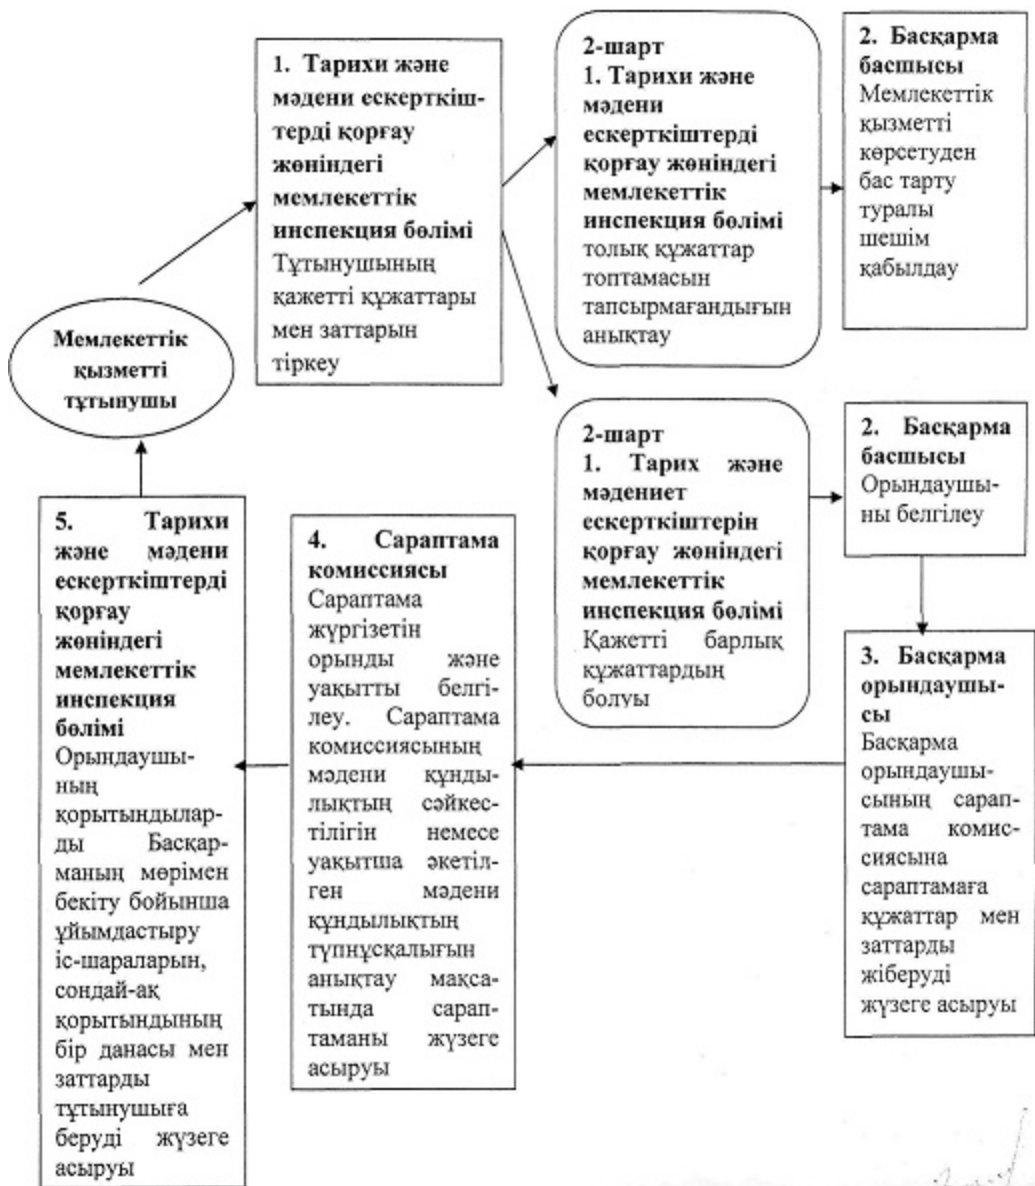 Мемлекеттік
қызметті
тұтынушы
1. Тарихи және
мәдени ескерткіш-
терді қорғау
жөніндегі
мемлекеттік
инспекция бөлімі
Тұтынушының
қажетті құжаттары
мен заттарын
тіркеу
2-шарт
1. Тарихи және
мәдени
ескерткіштерді
қорғау жөніндегі
мемлекеттік
инспекция бөлімі
толық құжаттар
топтамасын
тапсырмағандығын
анықтау
2. Басқарма
басшысы
Мемлекеттік
қызметті
көрсетуден
бас тарту
туралы
шешім
қабылдау
2-шарт
1. Тарих және
мәдениет
ескерткіштерін
қорғау жөніндегі
мемлекеттік
инспекция бөлімі
Қажетті барлық
құжаттардың
болуы
2. Басқарма
басшысы
Орындаушы-
ны белгілеу
3. Басқарма
орындаушы-
сы
Басқарма
орындаушы-
сының сарап-
тама комис-
сиясына
сараптамаға
құжаттар мен
заттарды
жіберуді
жүзеге асыруы
4. Сараптама
комиссиясы
Сараптама
жүргізетін
орынды және
уақытты белгі-
леу. Сараптама
комиссиясының
мәдени құнды-
лықтың сәйкес-
тілігін немесе
уақытша әкетіл-
ген мәдени
құндылықтың
түпнұсқалығын
анықтау мақса-
тында сарап-
таманы жүзеге
асыруы
5. Тарихи
және мәдени
ескерткіштерді
қорғау
жөніндегі
мемлекеттік
инспекция
бөлімі
Орындаушы-
ның
қорытындылар-
ды Басқар-
маның мөрімен
бекіту бойынша
ұйымдастыру
іс-шараларын,
сондай-ақ
қорытындының
бір данасы мен
заттарды
тұтынушыға
беруді жүзеге
асыруы